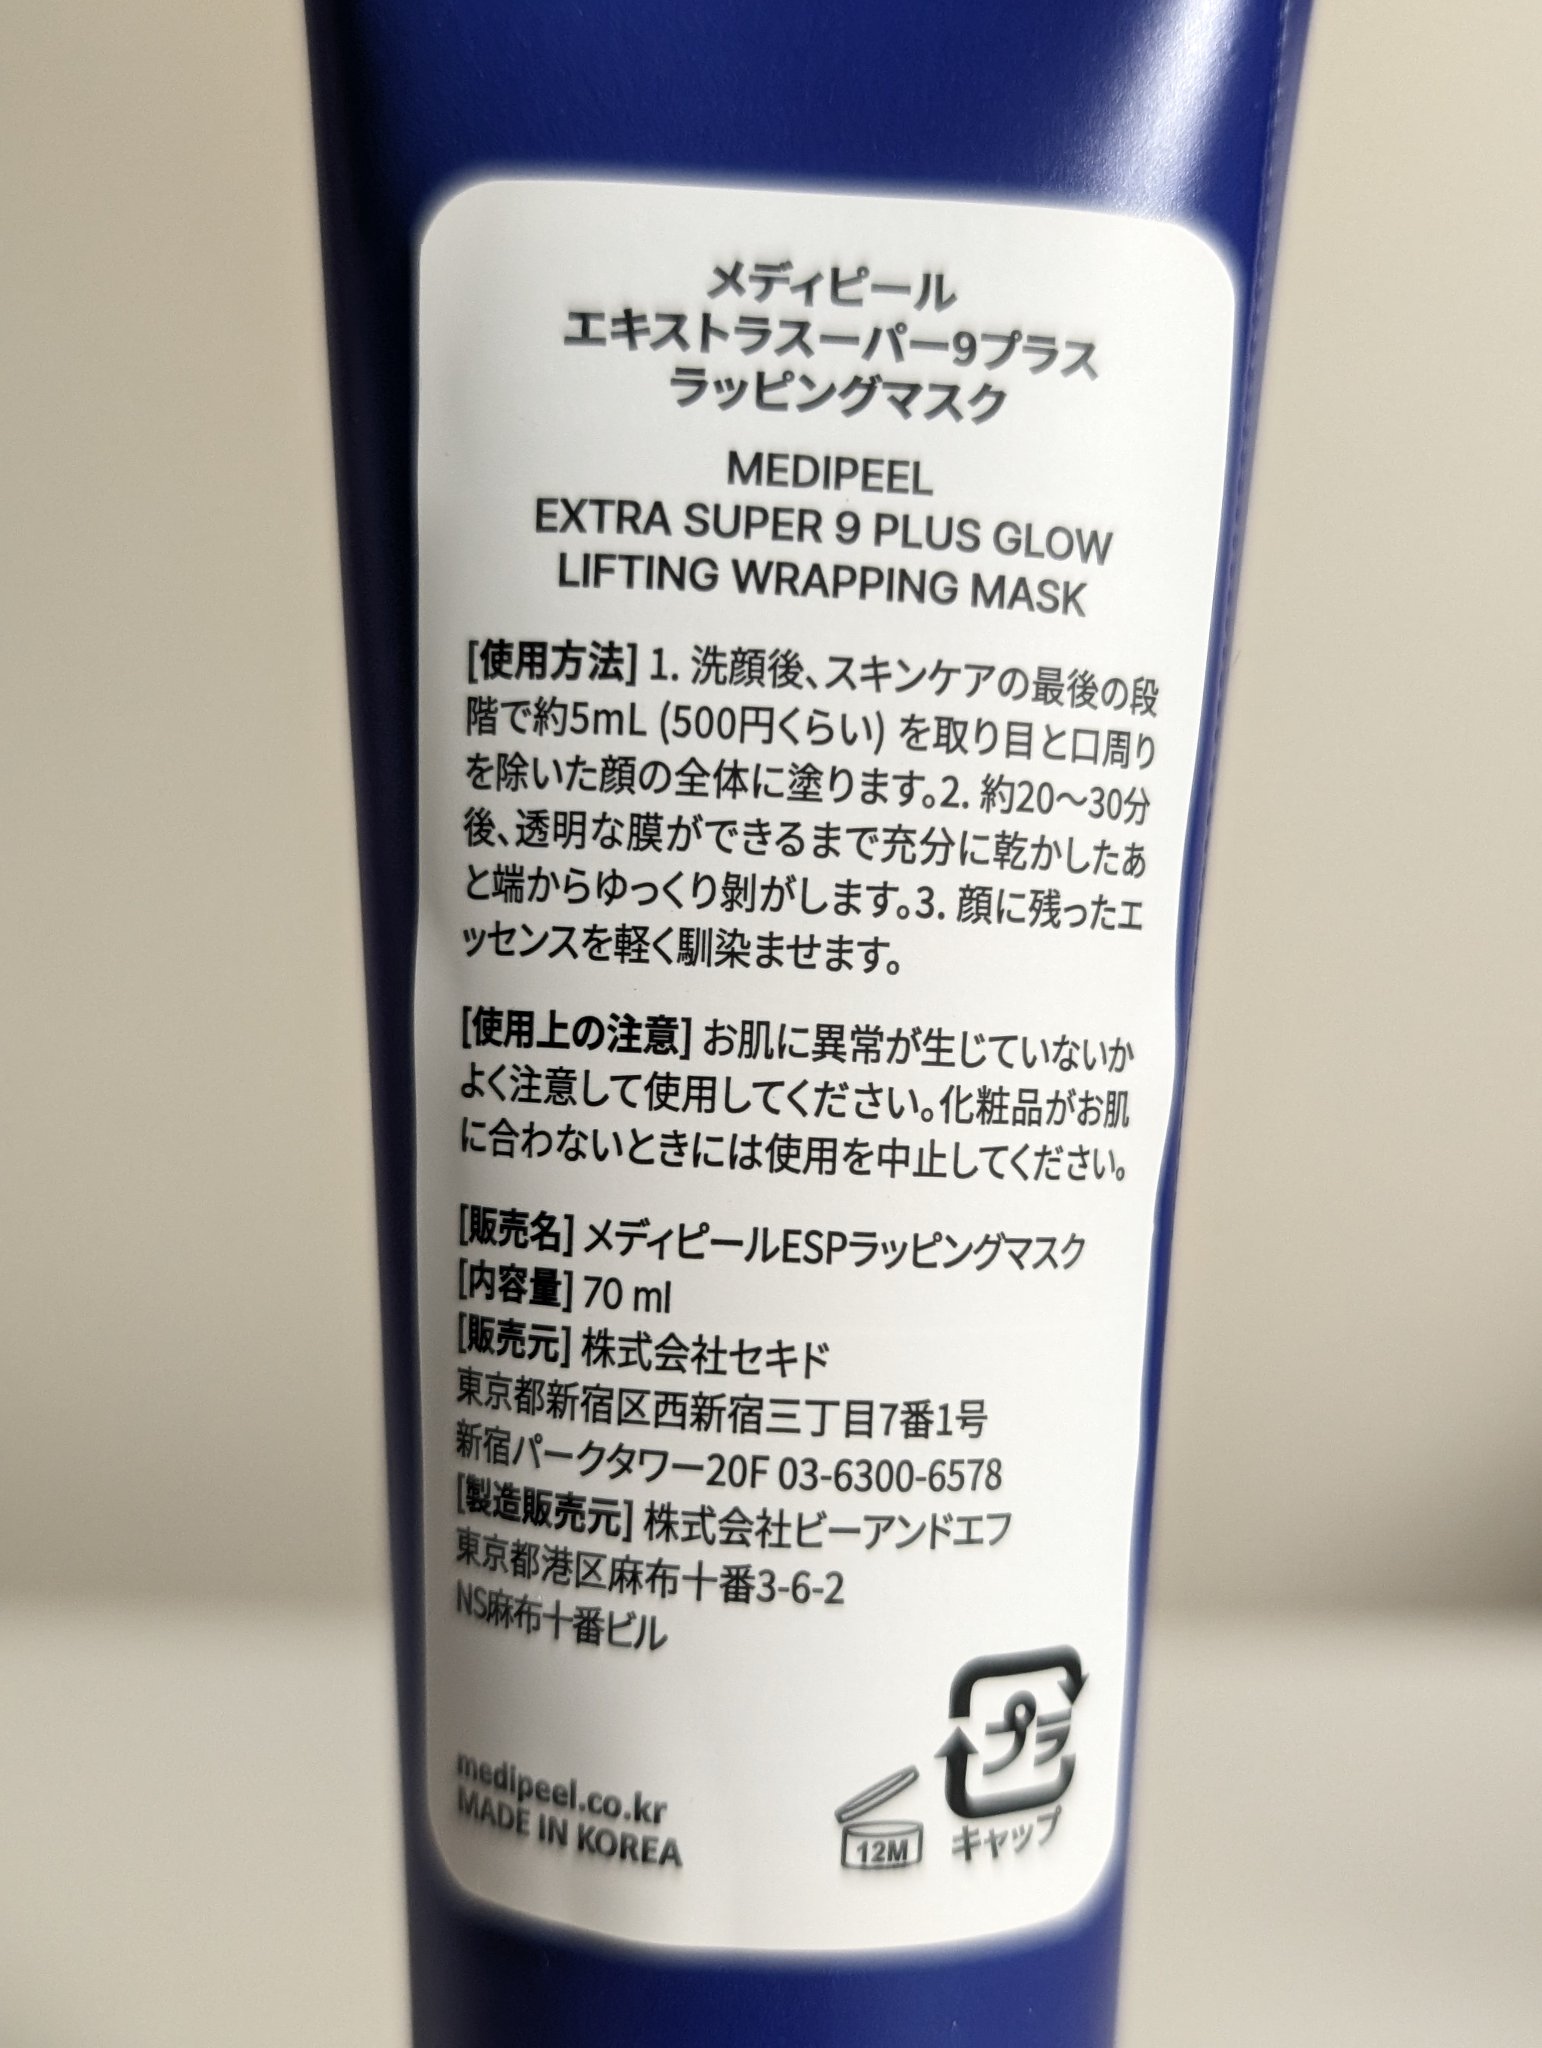 メディピール
エキストラスーパー9プラス
ラッピングマスク
MEDIPEEL
EXTRA SUPER 9 PLUS GLOW
LIFTING WRAPPING MASK
[使用方法] 1. 洗顔後、スキンケアの最後の段
階で約5mL (500円くらい) を取り目と口周り
を除いた顔の全体に塗ります。2. 約20～30分
後、透明な膜ができるまで充分に乾かしたあ
と端からゆっくり剥がします。3. 顔に残ったエ
ッセンスを軽く馴染ませます。
[使用上の注意] お肌に異常が生じていないか
よく注意して使用してください。化粧品がお肌
に合わないときには使用を中止してください。
[販売名] メディピールESPラッピングマスク
[内容量] 70 ml
[販売元] 株式会社セキド
東京都新宿区西新宿三丁目7番1号
新宿パークタワー20F 03-6300-6578
[製造販売元] 株式会社ビーアンドエフ
東京都港区麻布十番3-6-2
NS麻布十番ビル
プラ
medipeel.co.kr
MADE IN KOREA
12M
キャップ